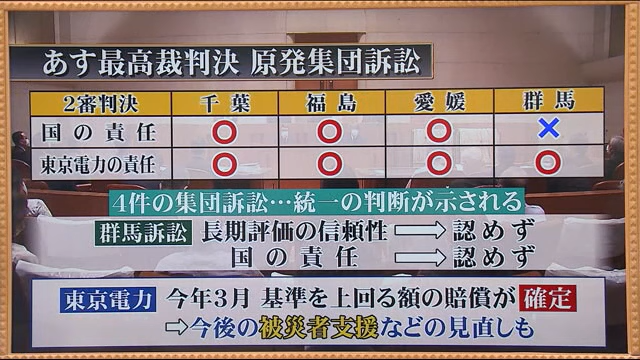 あす最高裁判決 原発集団訴訟
2審判決 千葉 福島 愛媛 群馬
国の責任 ○ ○ ○ ×
東京電力の責任 ○ ○ ○ ○
4件の集団訴訟…統一の判断が示される
群馬訴訟 長期評価の信頼性 ⇨ 認めず
国の責任 ⇨ 認めず
東京電力 今年3月 基準を上回る額の賠償が 確定
⇨今後の被災者支援などの見直しも